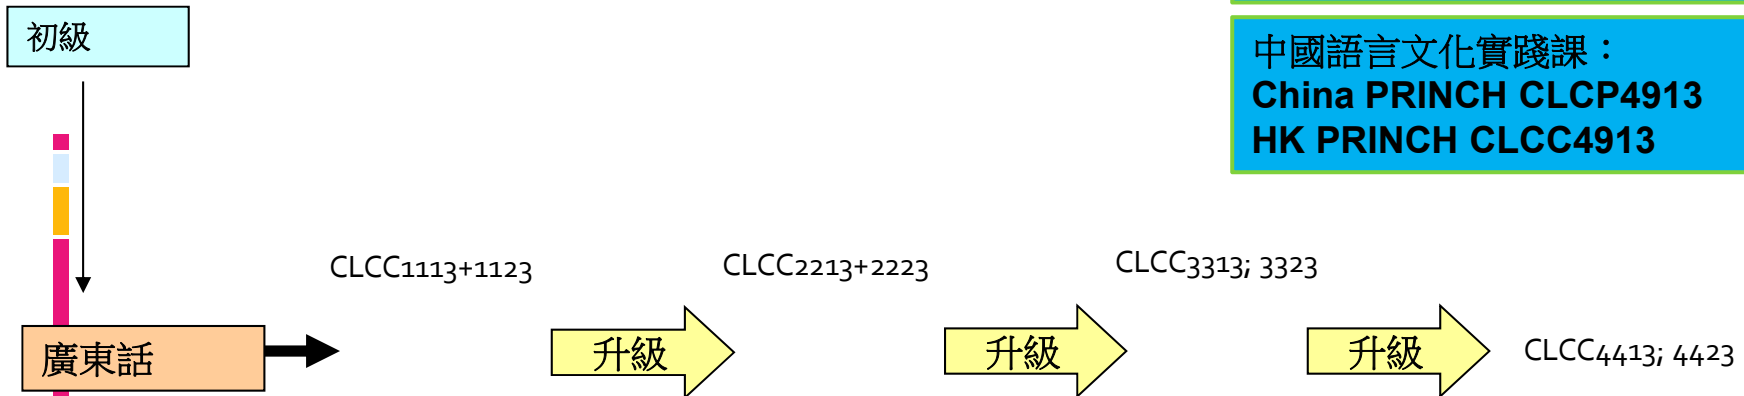 初級
中國語言文化實踐課：
China PRINCH CLCP4913
HK PRINCH CLCC4913
CLCC1113+1123
CLCC2213+2223
CLCC3313; 3323
廣東話
升級
升級
升級
CLCC4413; 4423